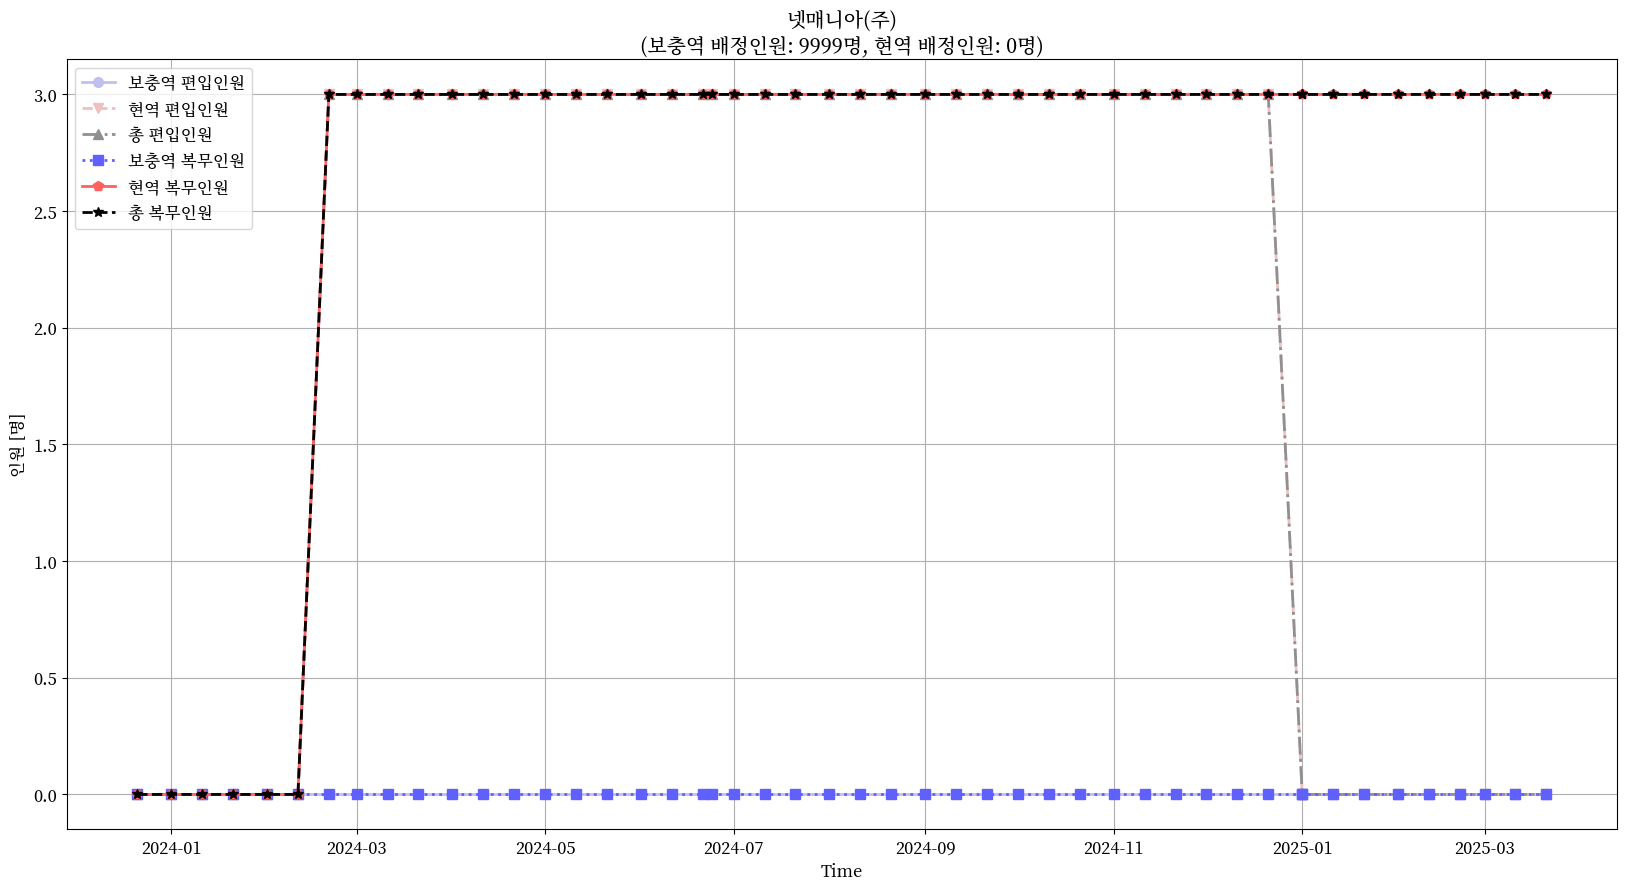 넷매니아(주)
(보충역 배정인원: 9999명, 현역 배정인원: 0명)
보충역 편입인원
현역 편입인원
총 편입인원
보충역 복무인원
현역 복무인원
총 복무인원
3.0
2.5
2.0
1.5
1.0
0.5
0.0
인원 [명]
2024-01
2024-03
2024-05
2024-07
2024-09
2024-11
2025-01
2025-03
Time